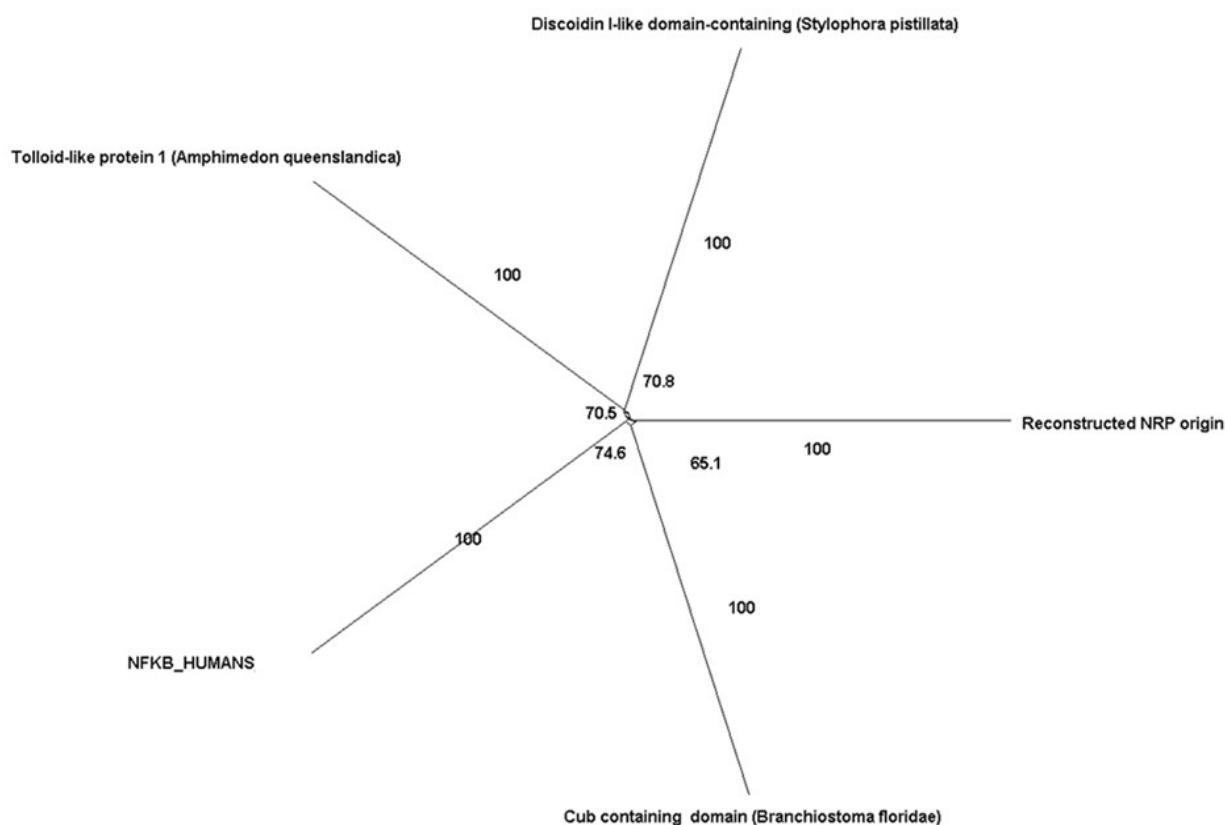 Discoidin I-like domain-containing (Stylophora pistillata)
Tolloid-like protein 1 (Amphimedon queenslandica)
100
100
70.8
70.5
Reconstructed NRP origin
74.6
65.1
100
100
100
NFKB_HUMANS
Cub containing domain (Branchiostoma floridae)